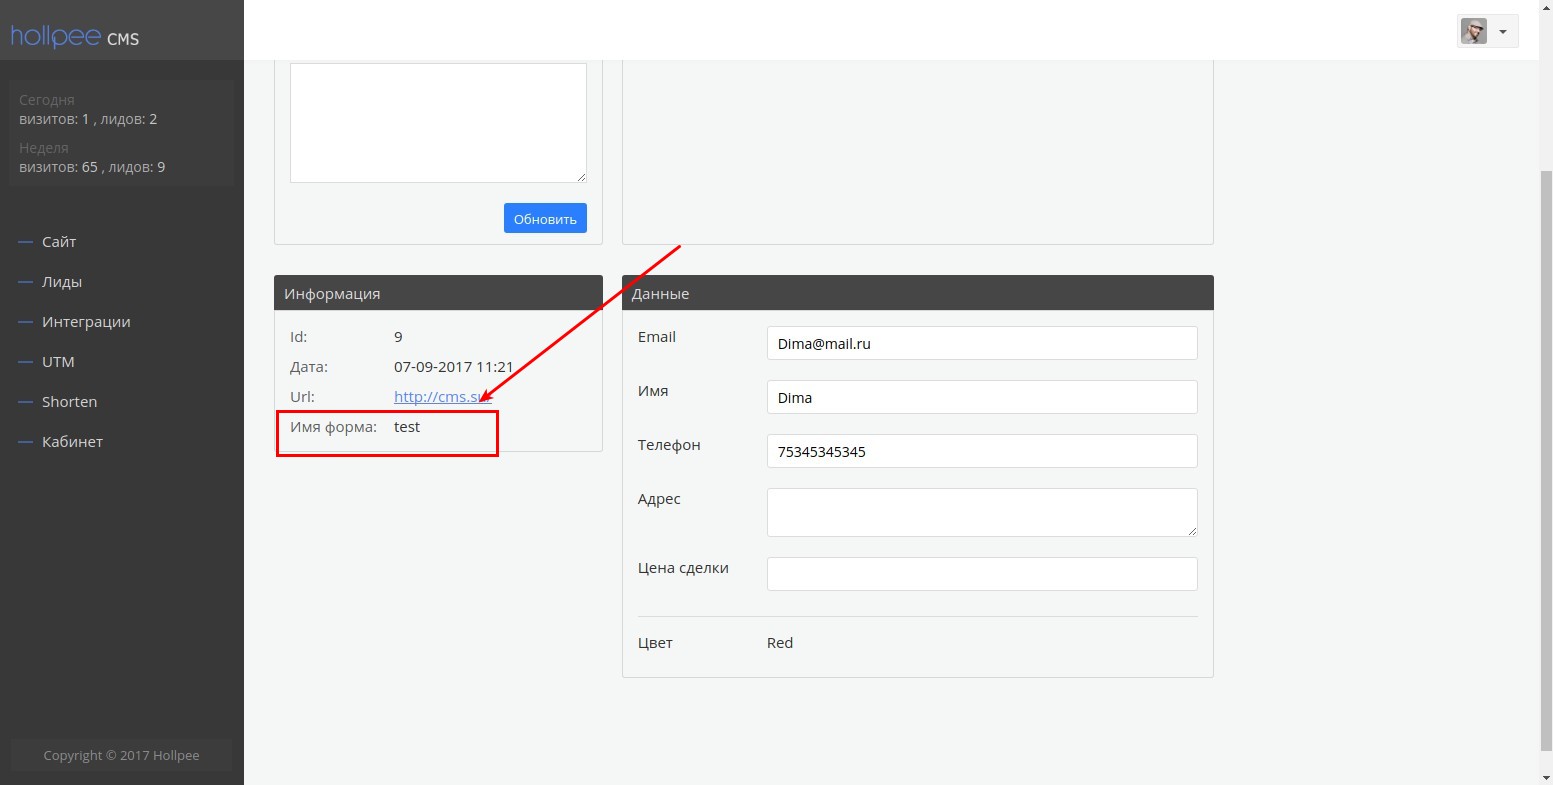 hollpee CMS
Сегодня
визитов: 1 , лидов: 2
Неделя
визитов: 65 , лидов: 9
Сайт
Лиды
Интеграции
UTM
Shorten
Кабинет
Copyright © 2017 Hollpee
Обновить
Информация
Id: 9
Дата: 07-09-2017 11:21
Url: http://cms.su/
Имя форма: test
Данные
Email Dima@mail.ru
Имя Dima
Телефон 75345345345
Адрес
Цена сделки
Цвет Red